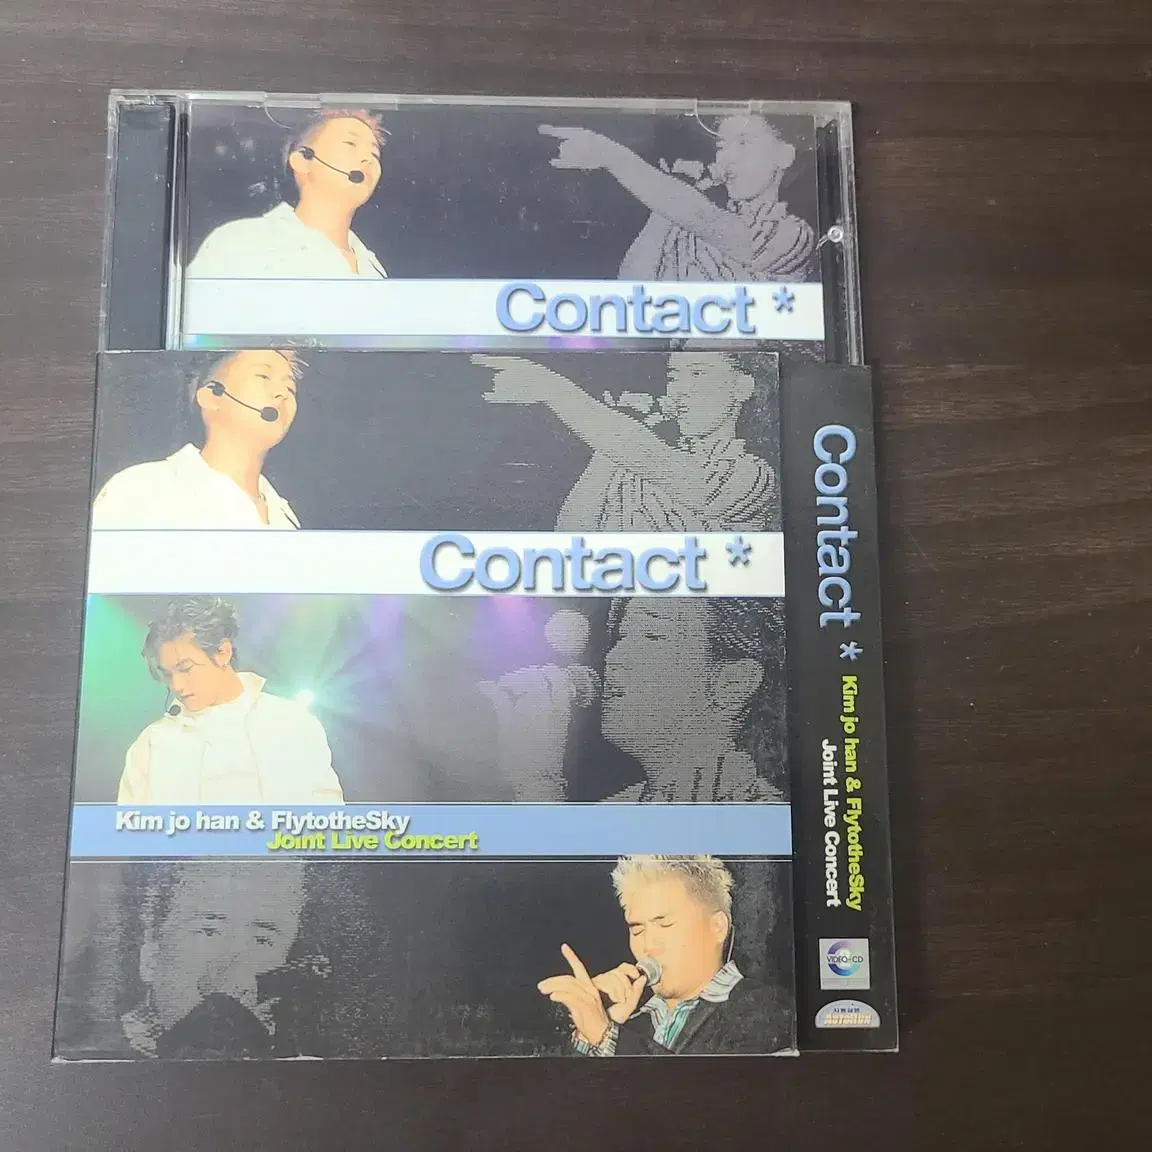 Contact *
Contact *
Kim jo han & FlytotheSky
Joint Live Concert
Contact *
Kim jo han & FlytotheSky
Joint Live Concert
VIDEO-CD
AUTORUN